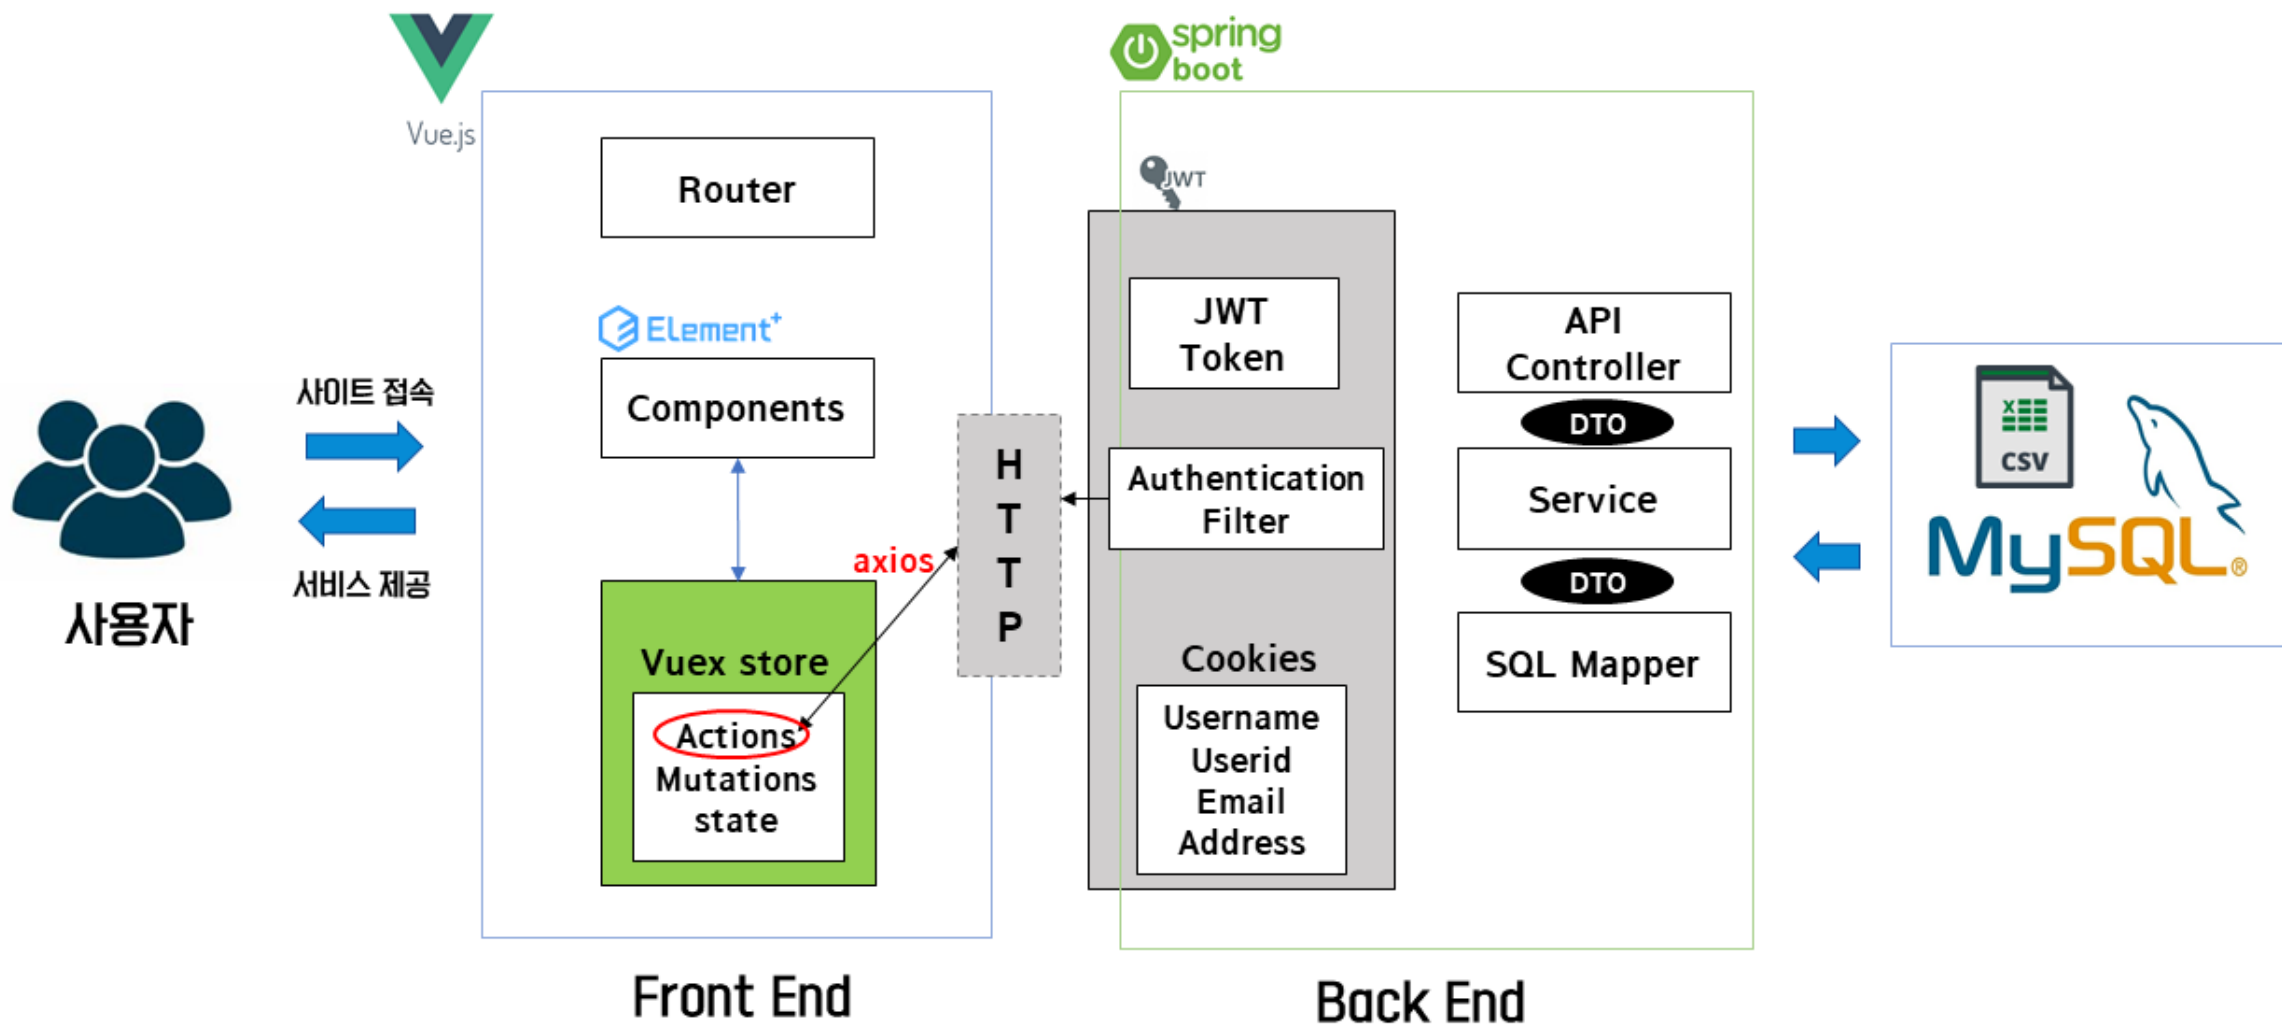 Vue.js
spring
boot
Router
JWT
JWT
Token
API
Controller
Element+
Components
사이트 접속
서비스 제공
사용자
axios
H
T
T
P
Authentication
Filter
DTO
Service
DTO
SQL Mapper
CSV
MySQL®
Vuex store
Actions
Mutations
state
Cookies
Username
Userid
Email
Address
Front End
Back End